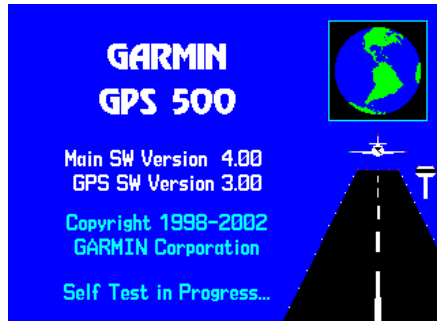 GARMIN
GPS 500
Main SW Version 4.00
GPS SW Version 3.00
Copyright 1998-2002
GARMIN Corporation
Self Test in Progress...